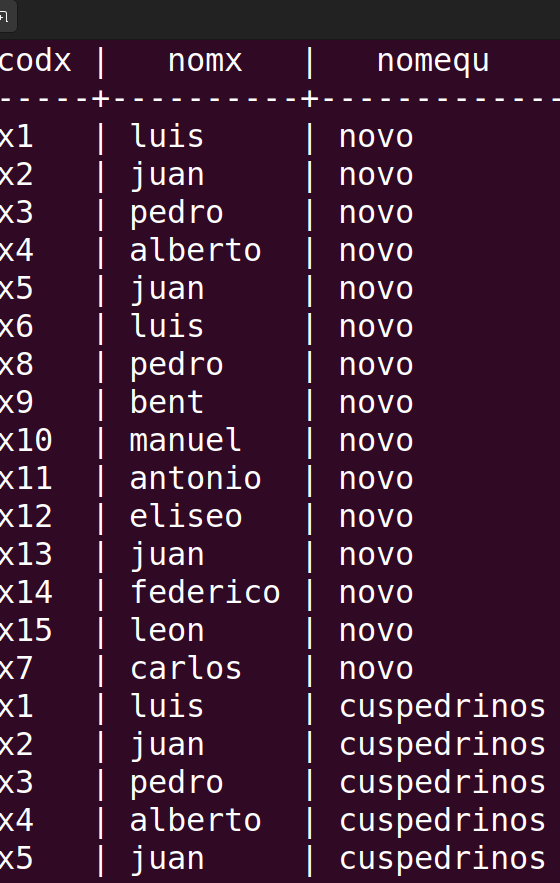 codx |   nomx   |   nomequ
-----+----------+-------------
x1   | luis     | novo
x2   | juan     | novo
x3   | pedro    | novo
x4   | alberto  | novo
x5   | juan     | novo
x6   | luis     | novo
x8   | pedro    | novo
x9   | bent     | novo
x10  | manuel   | novo
x11  | antonio  | novo
x12  | eliseo   | novo
x13  | juan     | novo
x14  | federico | novo
x15  | leon     | novo
x7   | carlos   | novo
x1   | luis     | cuspedrinos
x2   | juan     | cuspedrinos
x3   | pedro    | cuspedrinos
x4   | alberto  | cuspedrinos
x5   | juan     | cuspedrinos